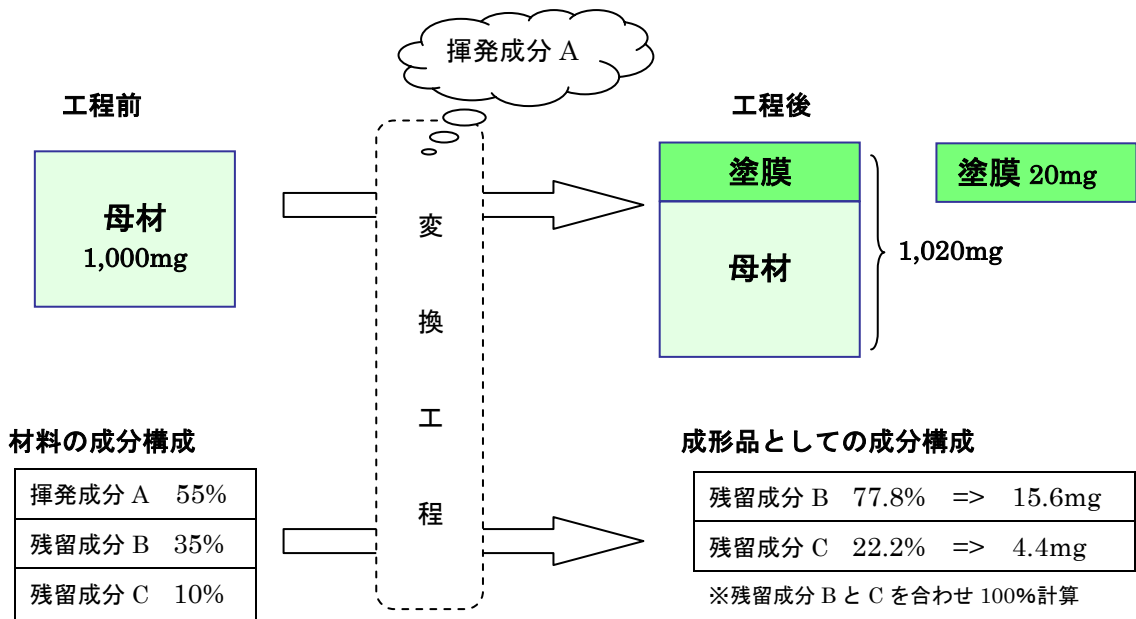 揮発成分 A
工程前
工程後
母材
1,000mg
変
換
工
程
塗膜
母材
1,020mg
塗膜 20mg
材料の成分構成
揮発成分 A 55%
残留成分 B 35%
残留成分 C 10%
成形品としての成分構成
残留成分 B 77.8% => 15.6mg
残留成分 C 22.2% => 4.4mg
※残留成分 B と C を合わせ 100%計算